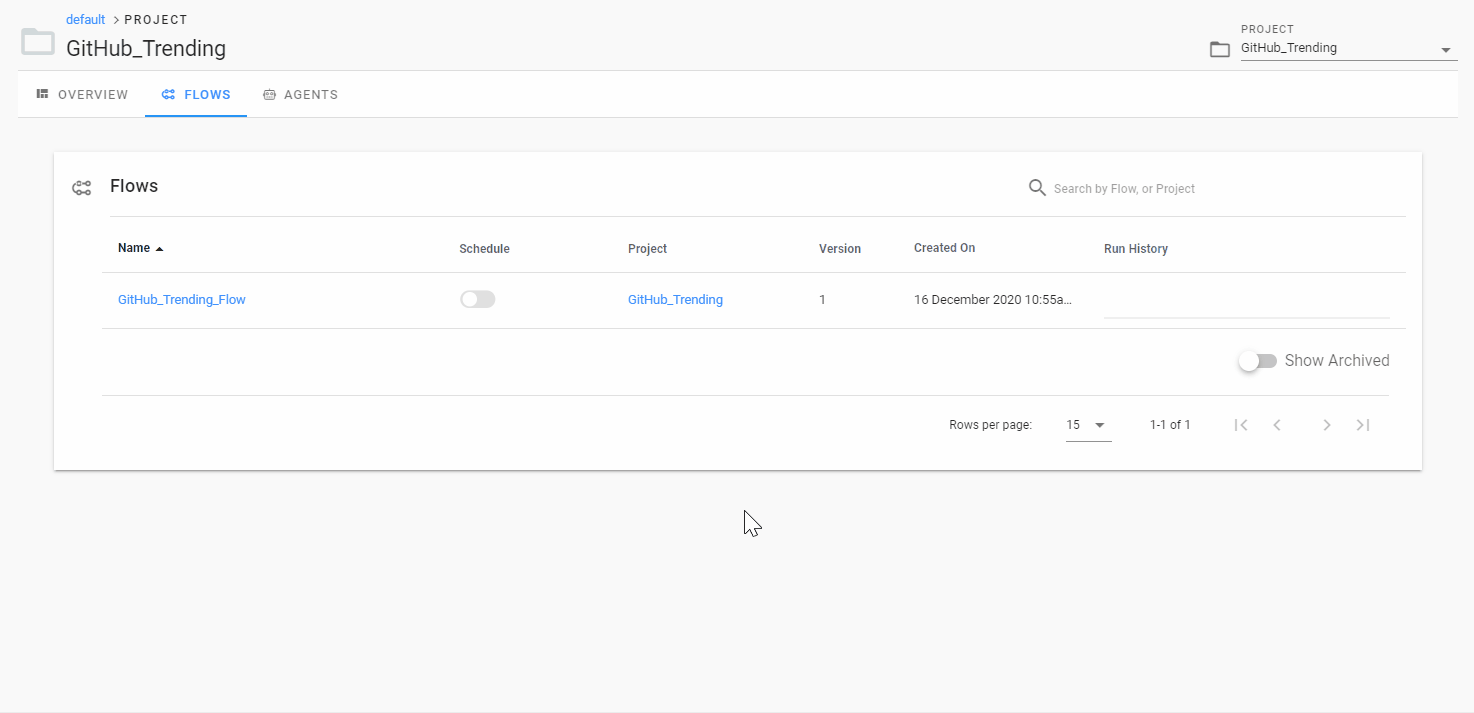 default > PROJECT
GitHub_Trending
PROJECT
GitHub_Trending
OVERVIEW FLOWS AGENTS
Flows
Search by Flow, or Project
Name Schedule Project Version Created On Run History
GitHub_Trending_Flow GitHub_Trending 1 16 December 2020 10:55a...
Show Archived
Rows per page: 15 1-1 of 1